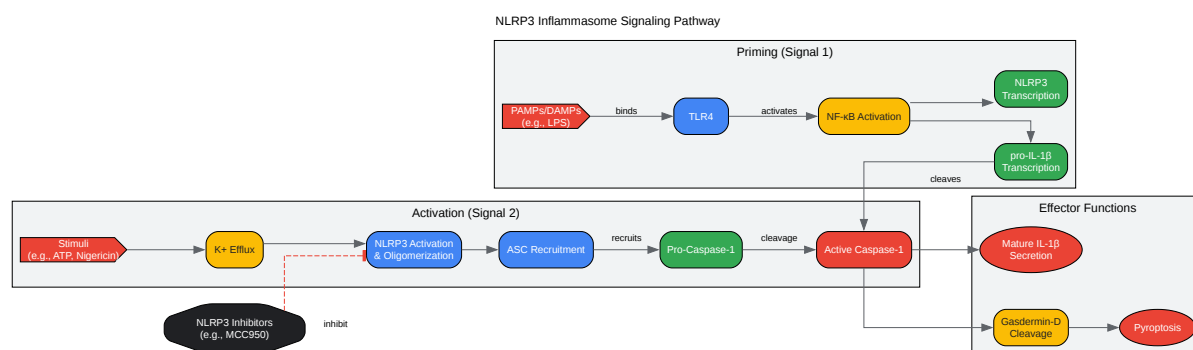 NLRP3 Inflammasome Signaling Pathway
Priming (Signal 1)
PAMPs/DAMPs
(e.g., LPS)
binds
TLR4
activates
NF-κB Activation
NLRP3
Transcription
pro-IL-1β
Transcription
cleaves
Activation (Signal 2)
Stimuli
(e.g., ATP, Nigericin)
K+ Efflux
NLRP3 Activation
& Oligomerization
ASC Recruitment
recruits
Pro-Caspase-1
cleavage
Active Caspase-1
Effector Functions
Mature IL-1β
Secretion
Gasdermin-D
Cleavage
Pyroptosis
NLRP3 Inhibitors
(e.g., MCC950)
inhibit